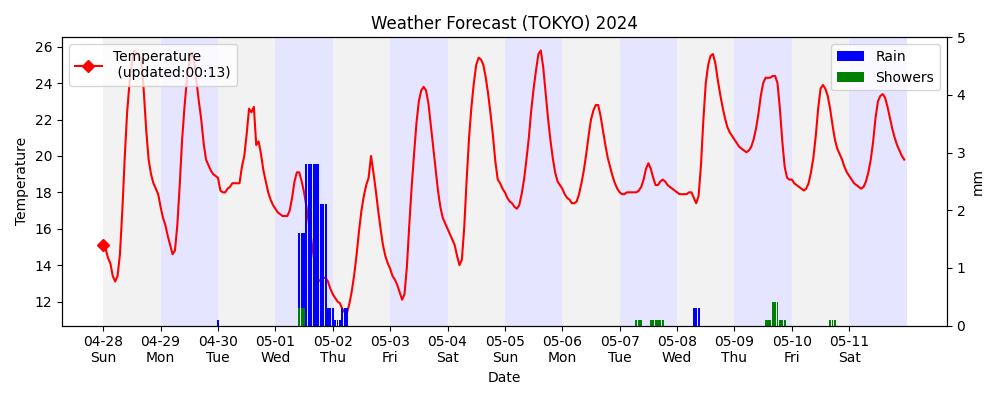 Weather Forecast (TOKYO) 2024
Temperature
(updated:00:13)
Rain
Showers
26
24
22
20
18
16
14
12
Temperature
5
4
3
2
1
0
mm
04-28 04-29 04-30 05-01 05-02 05-03 05-04 05-05 05-06 05-07 05-08 05-09 05-10 05-11
Sun Mon Tue Wed Thu Fri Sat Sun Mon Tue Wed Thu Fri Sat
Date